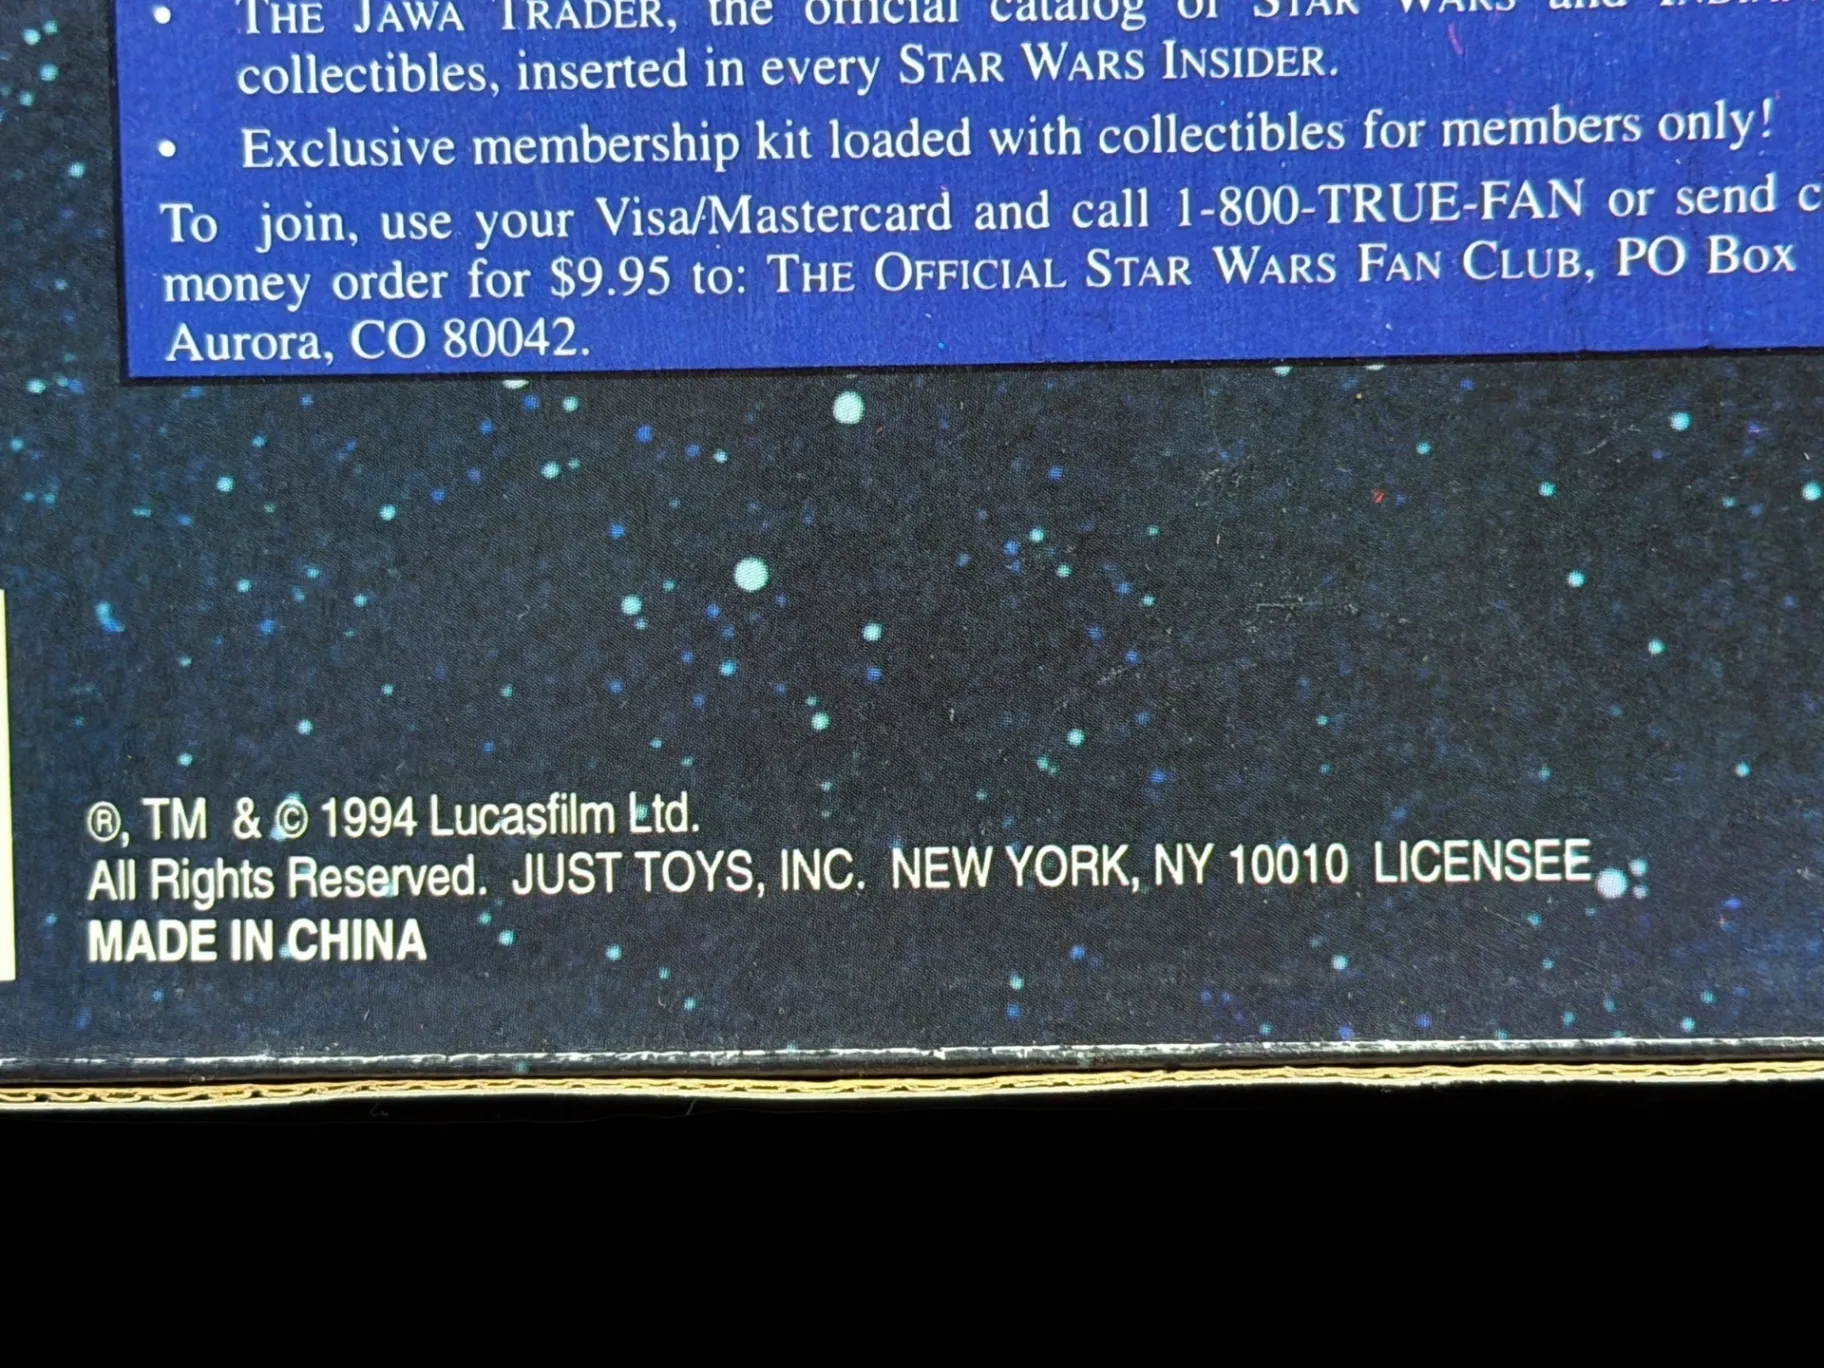 • THE JAWA TRADER, the official catalog of STAR WARS and
collectibles, inserted in every STAR WARS INSIDER.
• Exclusive membership kit loaded with collectibles for members only!
To join, use your Visa/Mastercard and call 1-800-TRUE-FAN or send
money order for $9.95 to: THE OFFICIAL STAR WARS FAN CLUB, PO Box
Aurora, CO 80042.
®, TM & © 1994 Lucasfilm Ltd.
All Rights Reserved. JUST TOYS, INC. NEW YORK, NY 10010 LICENSEE
MADE IN CHINA